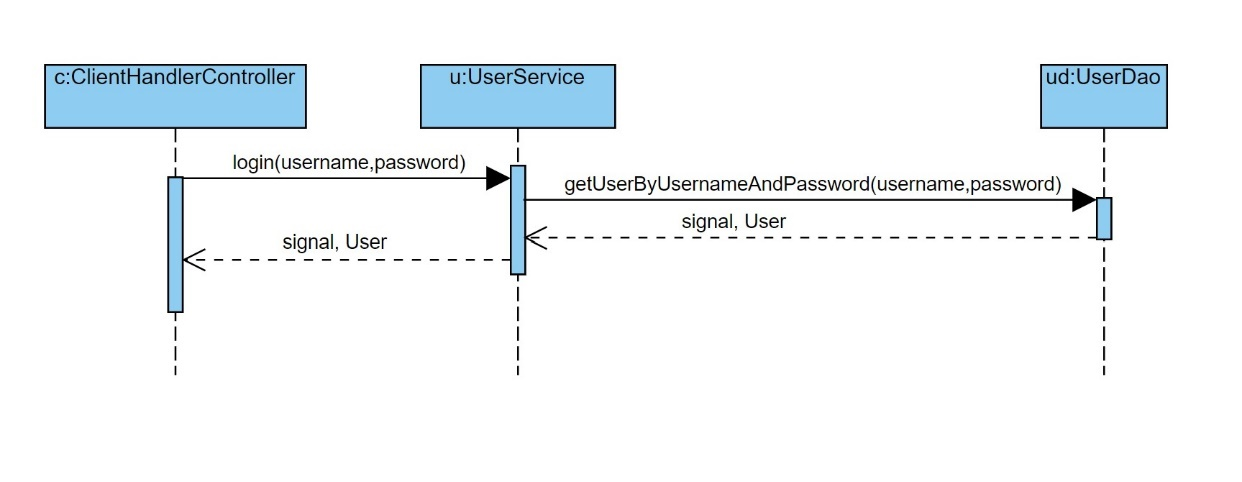 c:ClientHandlerController
u:UserService
ud:UserDao
login(username,password)
getUserByUsernameAndPassword(username,password)
signal, User
signal, User